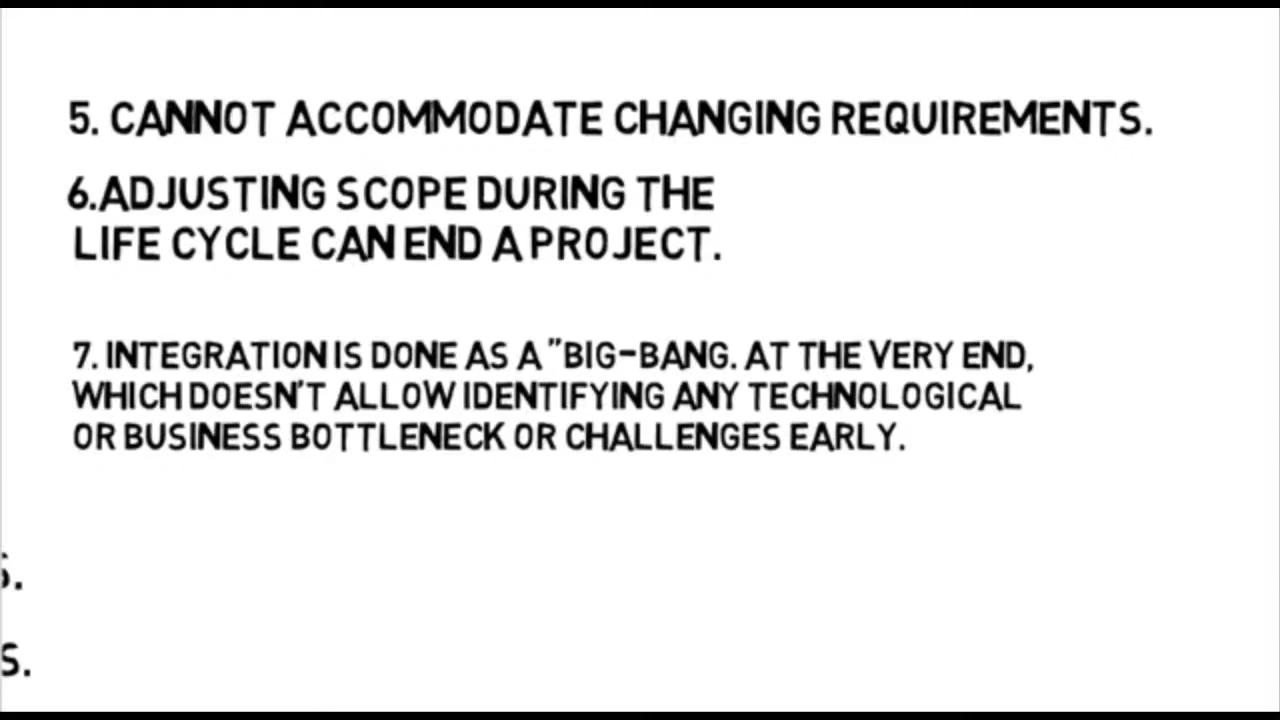 5. CANNOT ACCOMMODATE CHANGING REQUIREMENTS.
6.ADJUSTING SCOPE DURING THE
LIFE CYCLE CAN END A PROJECT.
7. INTEGRATION IS DONE AS A "BIG-BANG. AT THE VERY END,
WHICH DOESN'T ALLOW IDENTIFYING ANY TECHNOLOGICAL
OR BUSINESS BOTTLENECK OR CHALLENGES EARLY.
S.
S.